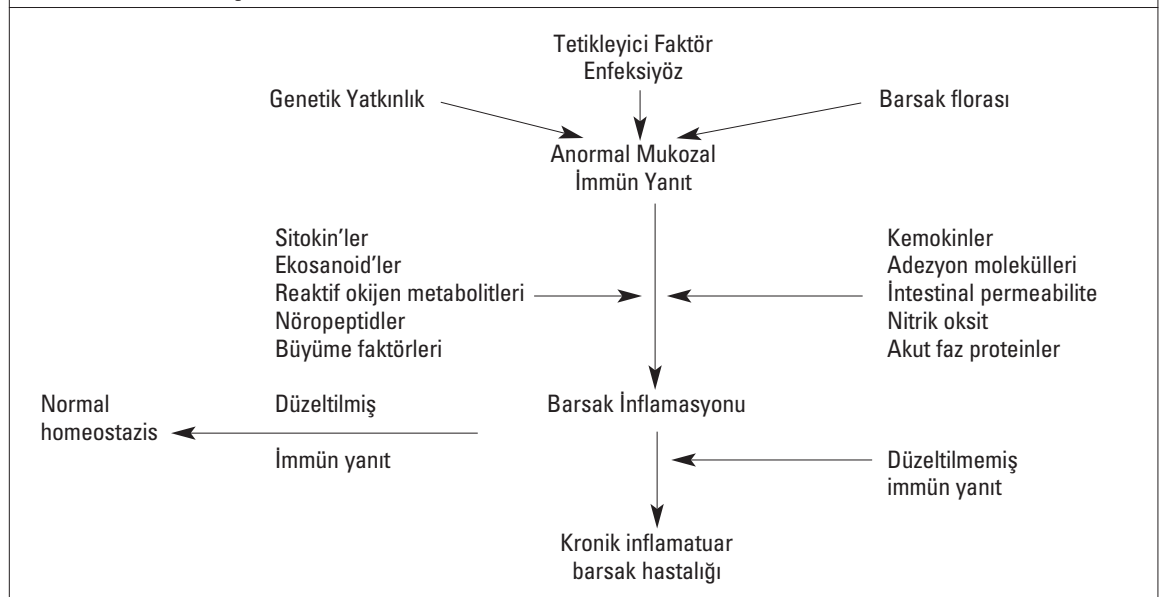 Tetikleyici Faktör
Enfeksiyöz
Genetik Yatkınlık
Barsak florası
Anormal Mukozal
İmmün Yanıt
Sitokin'ler
Ekosanoid'ler
Reaktif okijen metabolitleri
Nöropeptidler
Büyüme faktörleri
Kemokinler
Adezyon molekülleri
İntestinal permeabilite
Nitrik oksit
Akut faz proteinler
Normal
homeostazis
Düzeltilmiş
İmmün yanıt
Barsak İnflamasyonu
Düzeltilmemiş
immün yanıt
Kronik inflamatuar
barsak hastalığı